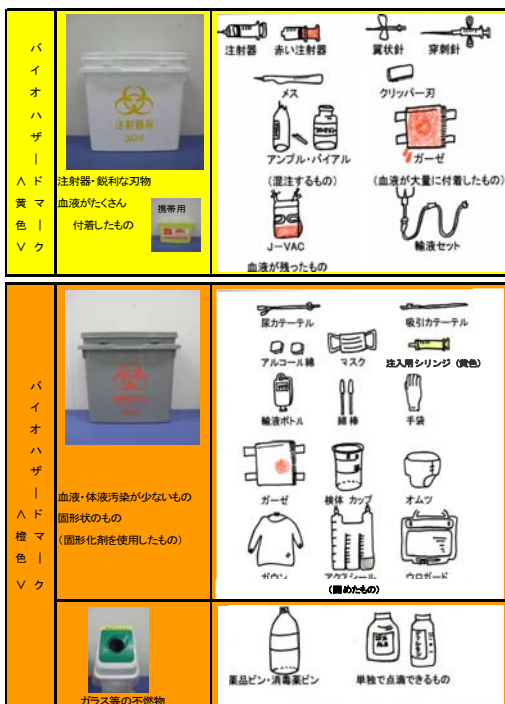 バイオハザードマーク
<黄色>
注射器等
304
注射器・鋭利な刃物
血液がたくさん
付着したもの
携帯用
注射器
赤い注射器
翼状針
穿刺針
メス
クリッパー刃
アンプル・バイアル
(混注するもの)
ガーゼ
(血液が大量に付着したもの)
J-VAC
血液が残ったもの
輸液セット
バイオハザードマーク
<橙色>
血液・体液汚染が少ないもの
固形状のもの
(固形化剤を使用したもの)
尿カテーテル
吸引カテーテル
アルコール綿
マスク
注入用シリンジ (黄色)
輸液ボトル
綿棒
手袋
ガーゼ
検体 カップ
オムツ
ガウン
アクアシール
ウロガード
(固めたもの)
ガラス等の不燃物
薬品ビン・消毒薬ビン
単独で点滴できるもの